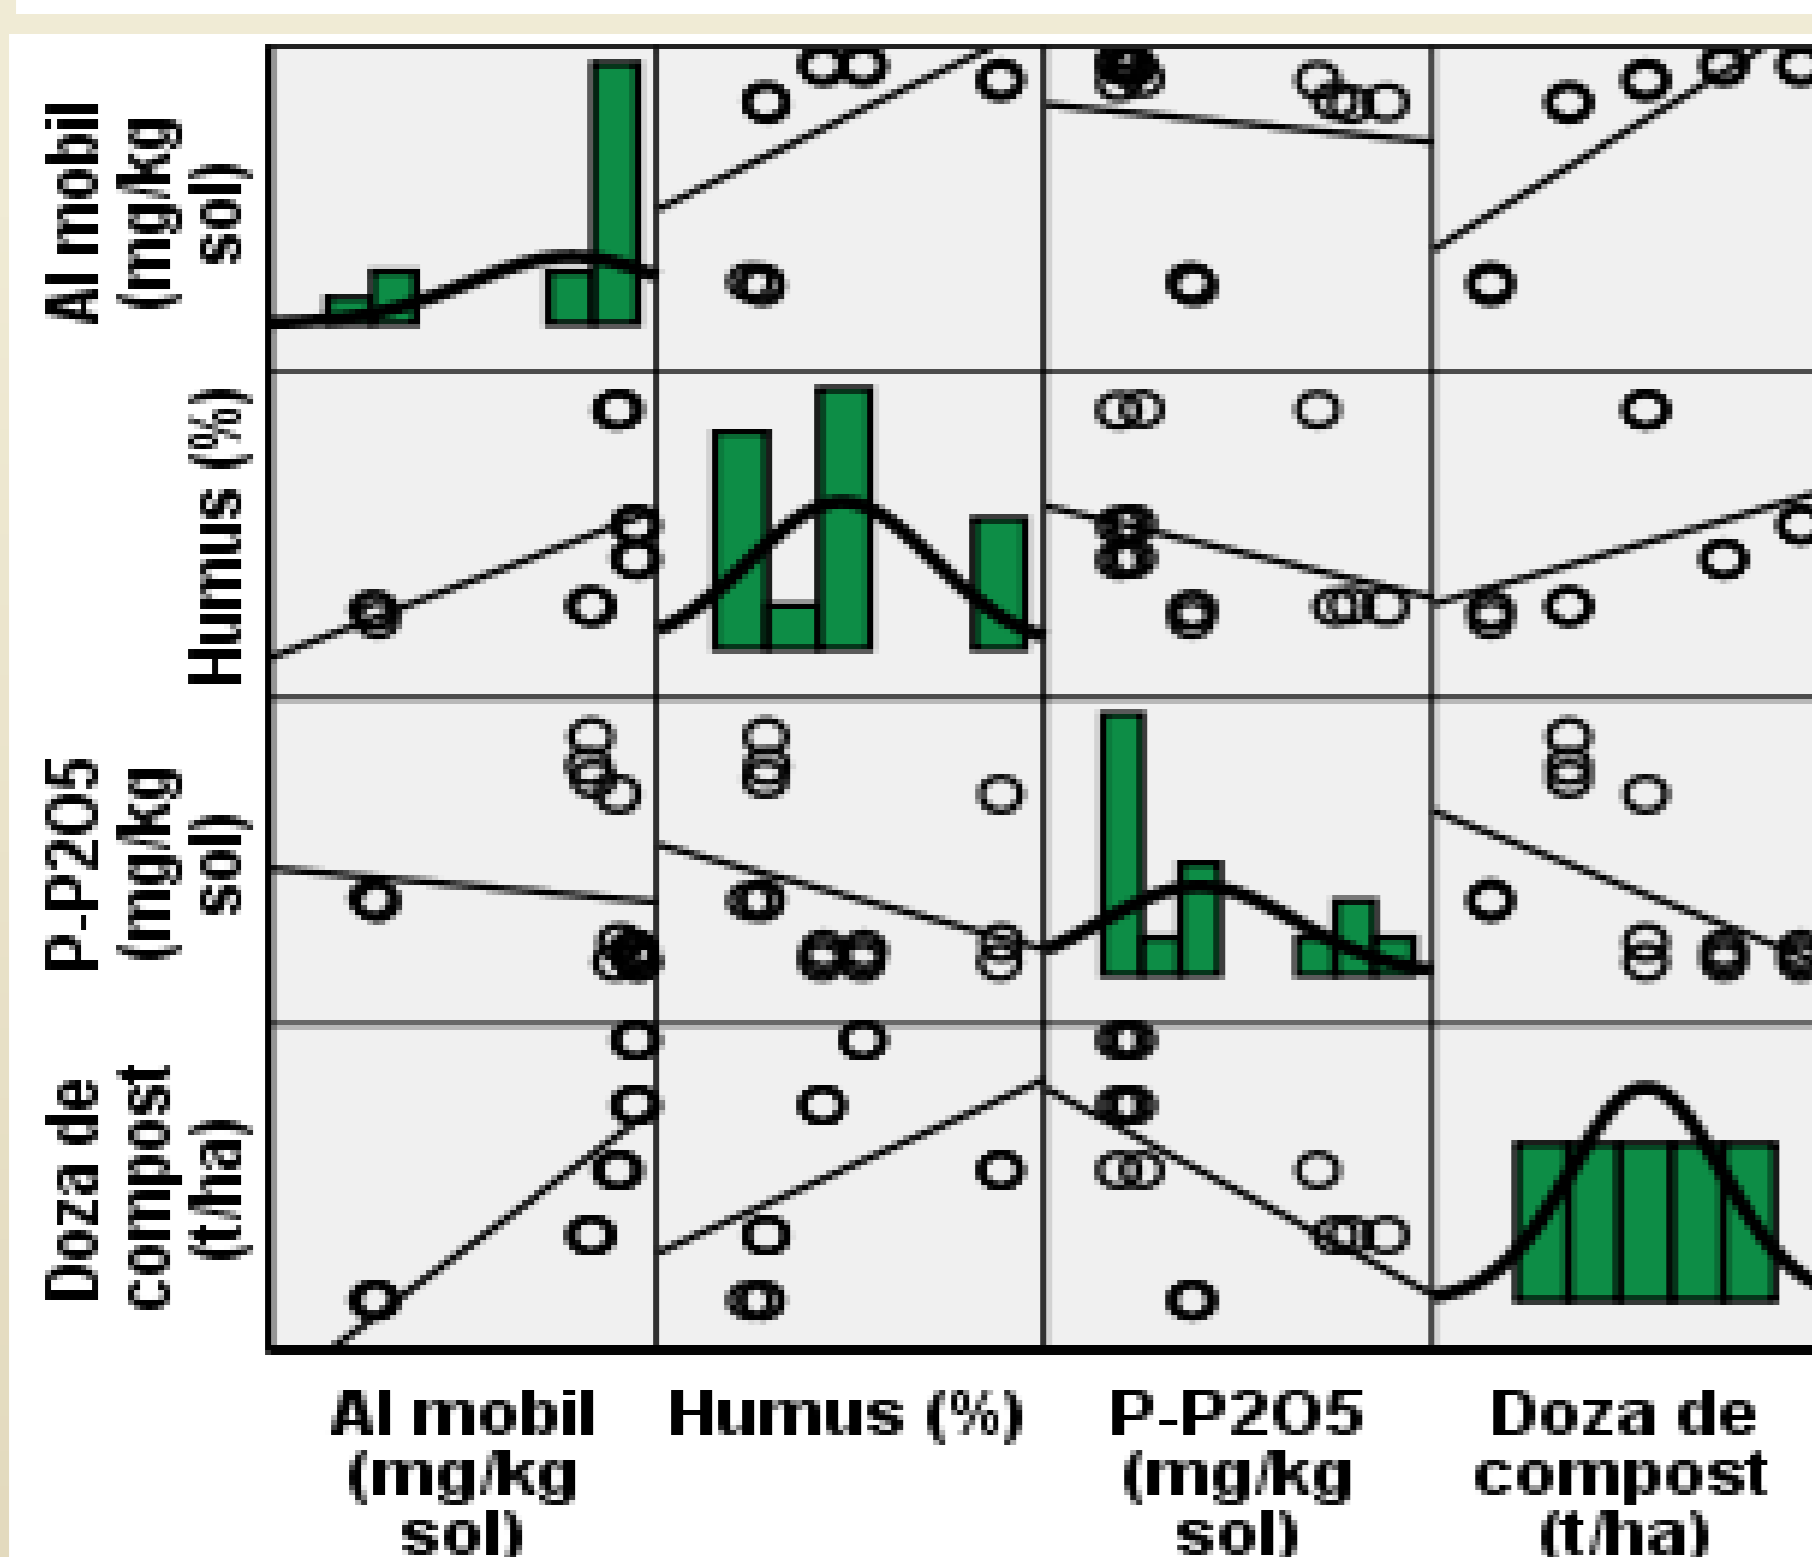 Al mobil
(mg/kg
sol)
Humus (%)
P-P2O5
(mg/kg
sol)
Doza de
compost
(t/ha)
Al mobil
(mg/kg
sol)
Humus (%)
P-P2O5
(mg/kg
sol)
Doza de
compost
(t/ha)